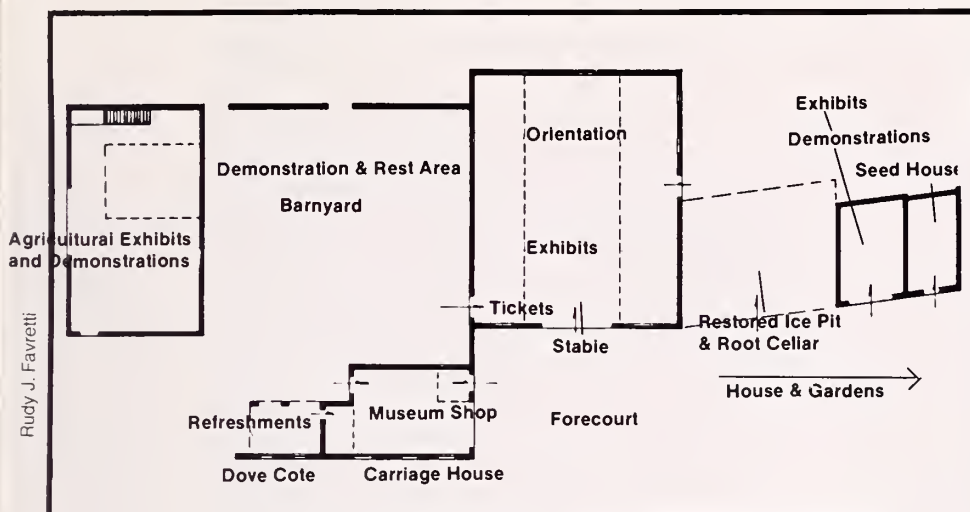 Exhibits
Demonstrations
Seed House
Orientation
Demonstration & Rest Area
Barnyard
Agricultural Exhibits
and Demonstrations
Exhibits
Tickets
Stable
Restored Ice Pit
& Root Cellar
House & Gardens
Refreshments
Museum Shop
Forecourt
Dove Cote
Carriage House
Rudy J. Favretti